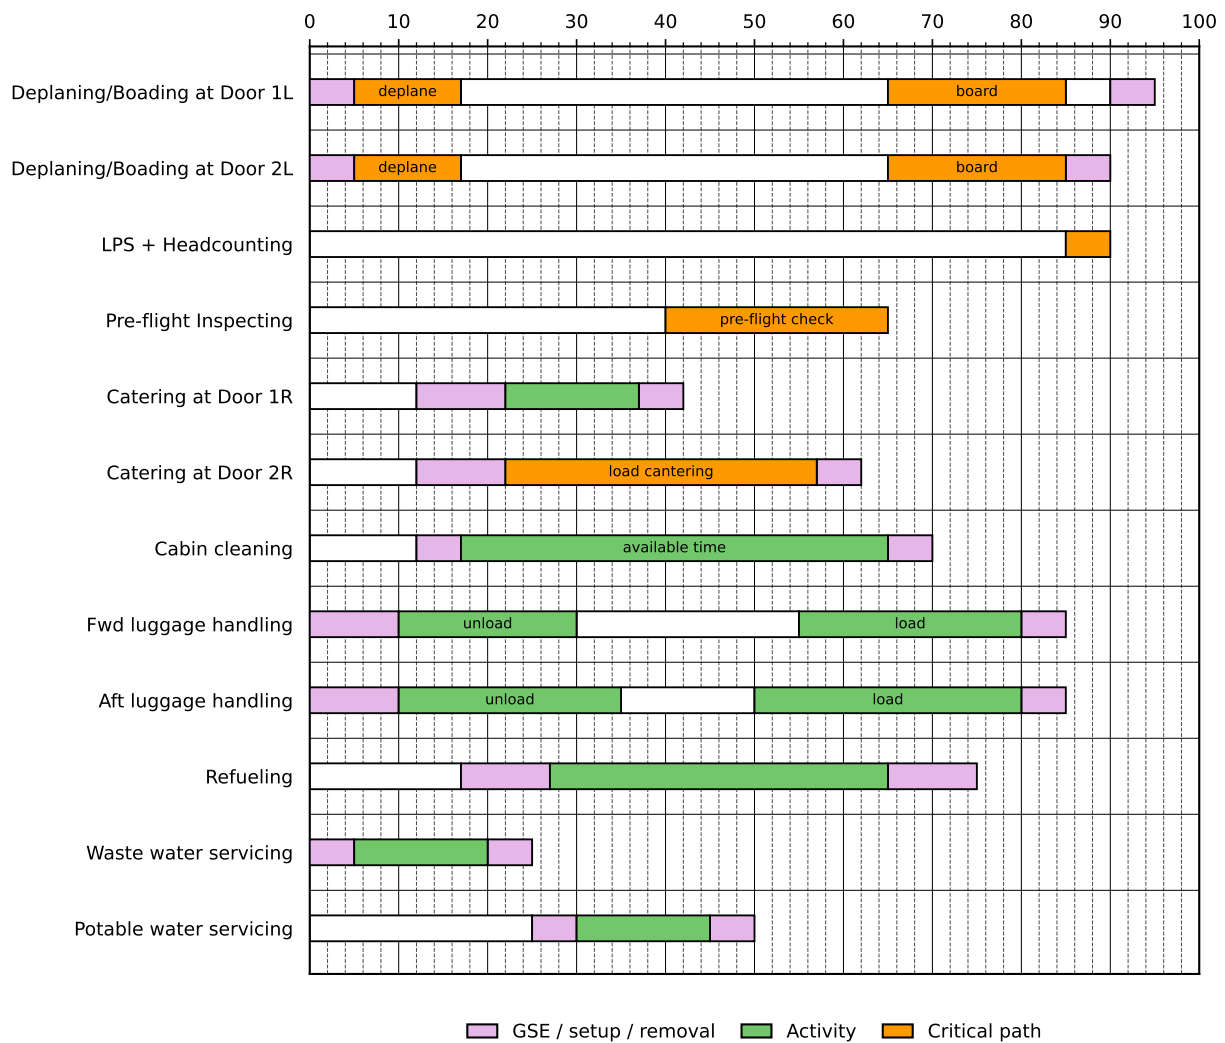 0 10 20 30 40 50 60 70 80 90 100
Deplaning/Boading at Door 1L deplane board
Deplaning/Boading at Door 2L deplane board
LPS + Headcounting
Pre-flight Inspecting pre-flight check
Catering at Door 1R
Catering at Door 2R load cantering
Cabin cleaning available time
Fwd luggage handling unload load
Aft luggage handling unload load
Refueling
Waste water servicing
Potable water servicing
GSE / setup / removal Activity Critical path